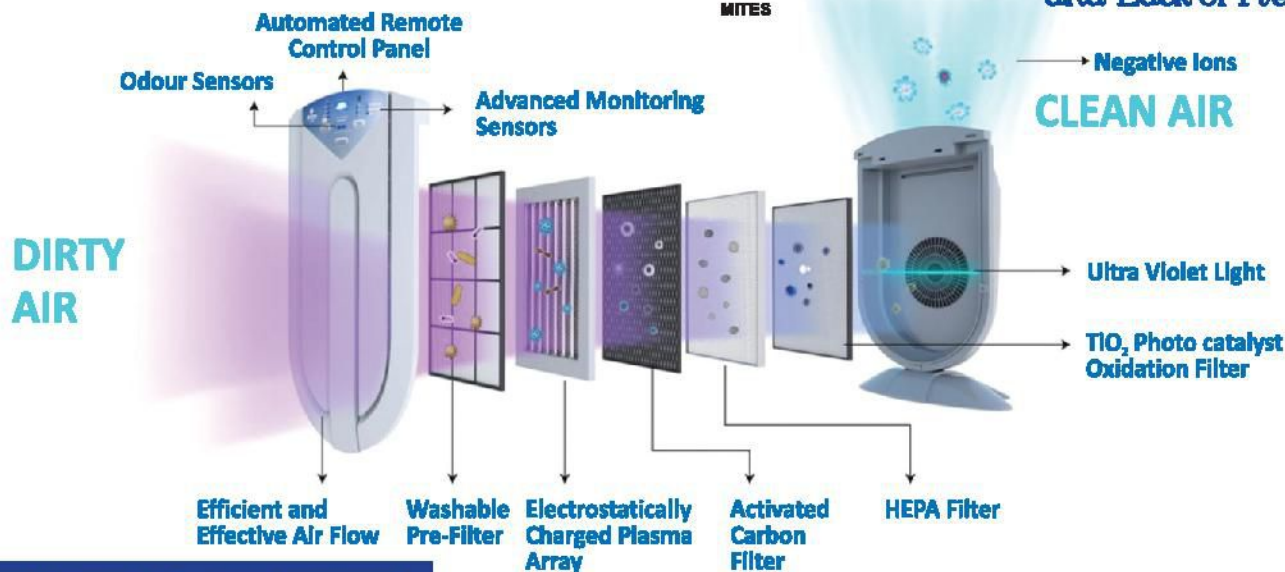 MITES
Automated Remote
Control Panel
Odour Sensors
Advanced Monitoring
Sensors
Negative Ions
CLEAN AIR
DIRTY
AIR
Ultra Violet Light
TiO₂ Photo catalyst
Oxidation Filter
Efficient and
Effective Air Flow
Washable
Pre-Filter
Electrostatically
Charged Plasma
Array
Activated
Carbon
Filter
HEPA Filter